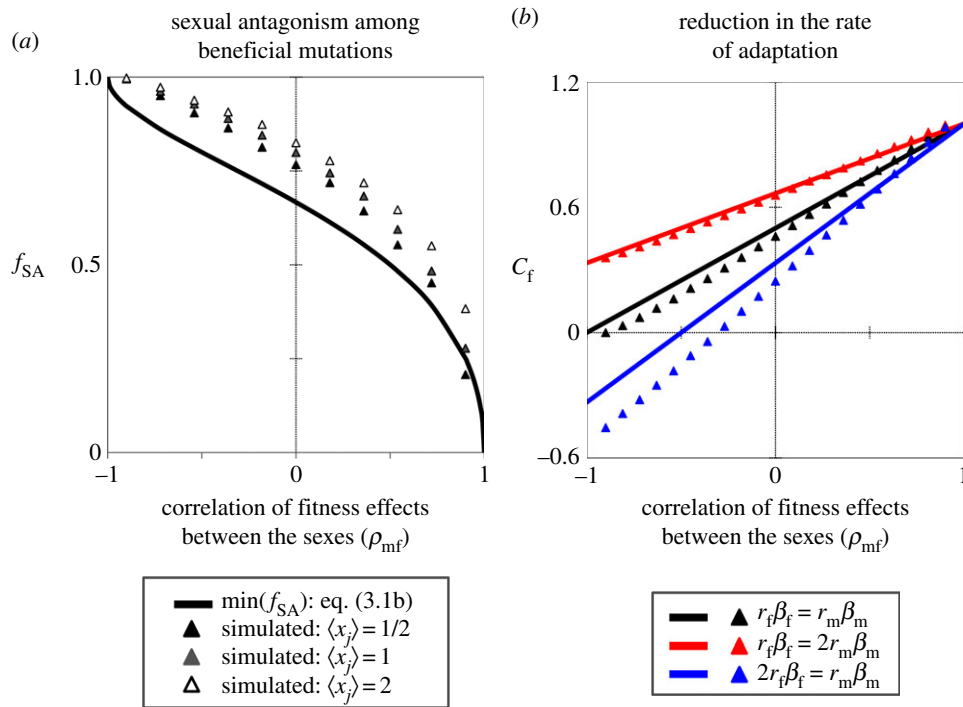 (a)
sexual antagonism among
beneficial mutations
1.0
f_SA
0.5
0
−1
0
1
correlation of fitness effects
between the sexes (ρ_mf)
min(f_SA): eq. (3.1b)
simulated: ⟨x_j⟩ = 1/2
simulated: ⟨x_j⟩ = 1
simulated: ⟨x_j⟩ = 2
(b)
reduction in the rate
of adaptation
1.2
0.6
C_f
0
−0.6
−1
0
1
correlation of fitness effects
between the sexes (ρ_mf)
r_fβ_f = r_mβ_m
r_fβ_f = 2r_mβ_m
2r_fβ_f = r_mβ_m